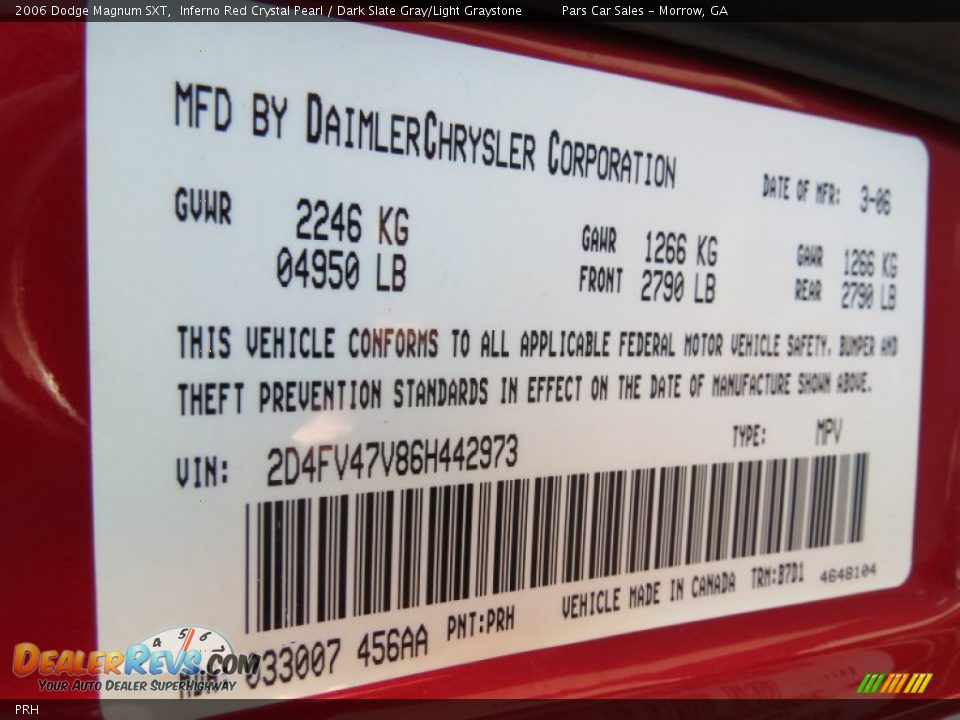 2006 Dodge Magnum SXT, Inferno Red Crystal Pearl / Dark Slate Gray/Light Graystone Pars Car Sales - Morrow, GA
MFD BY DAIMLERCHRYSLER CORPORATION
DATE OF MFR: 3-06
GVWR 2246 KG GAWR 1266 KG GAWR 1266 KG
04950 LB FRONT 2790 LB REAR 2790 LB
THIS VEHICLE CONFORMS TO ALL APPLICABLE FEDERAL MOTOR VEHICLE SAFETY, BUMPER AND
THEFT PREVENTION STANDARDS IN EFFECT ON THE DATE OF MANUFACTURE SHOWN ABOVE.
VIN: 2D4FV47V86H442973 TYPE: MPV
033007 456AA PNT:PRH VEHICLE MADE IN CANADA TRM:B7D1 4648104
4 5 6
DEALERREVS.COM
YOUR AUTO DEALER SUPERHIGHWAY
PRH